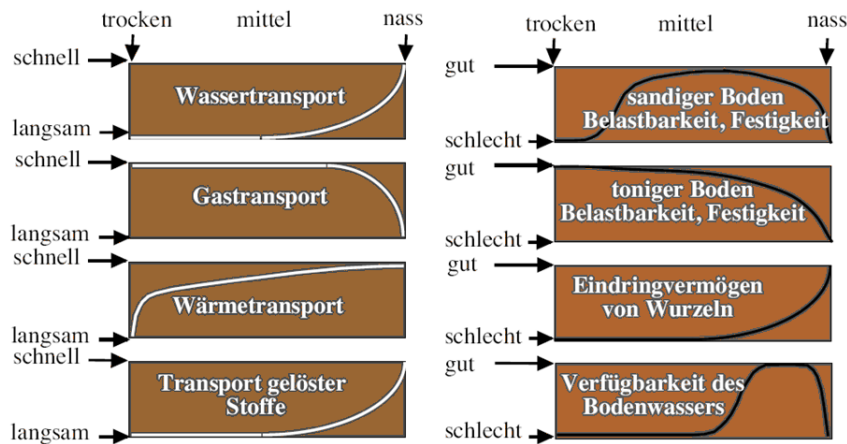 trocken mittel nass
schnell
Wassertransport
langsam
schnell
Gastransport
langsam
schnell
Wärmetransport
langsam
schnell
Transport gelöster
Stoffe
langsam
trocken mittel nass
gut
sandiger Boden
Belastbarkeit, Festigkeit
schlecht
gut
toniger Boden
Belastbarkeit, Festigkeit
schlecht
gut
Eindringvermögen
von Wurzeln
schlecht
gut
Verfügbarkeit des
Bodenwassers
schlecht